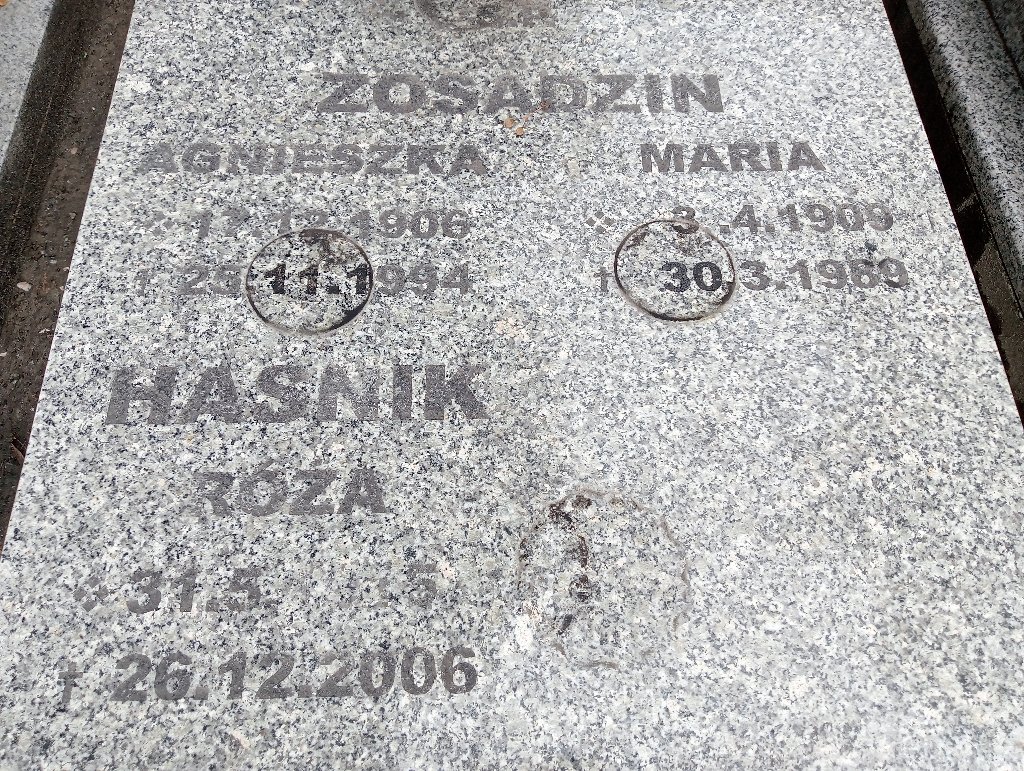 ZOSADZIN
AGNIESZKA MARIA
17.12.1906 3.4.1909
† 25.11.1994 † 30.3.1989
HASNIK
RÓŻA
31.5.
† 26.12.2006